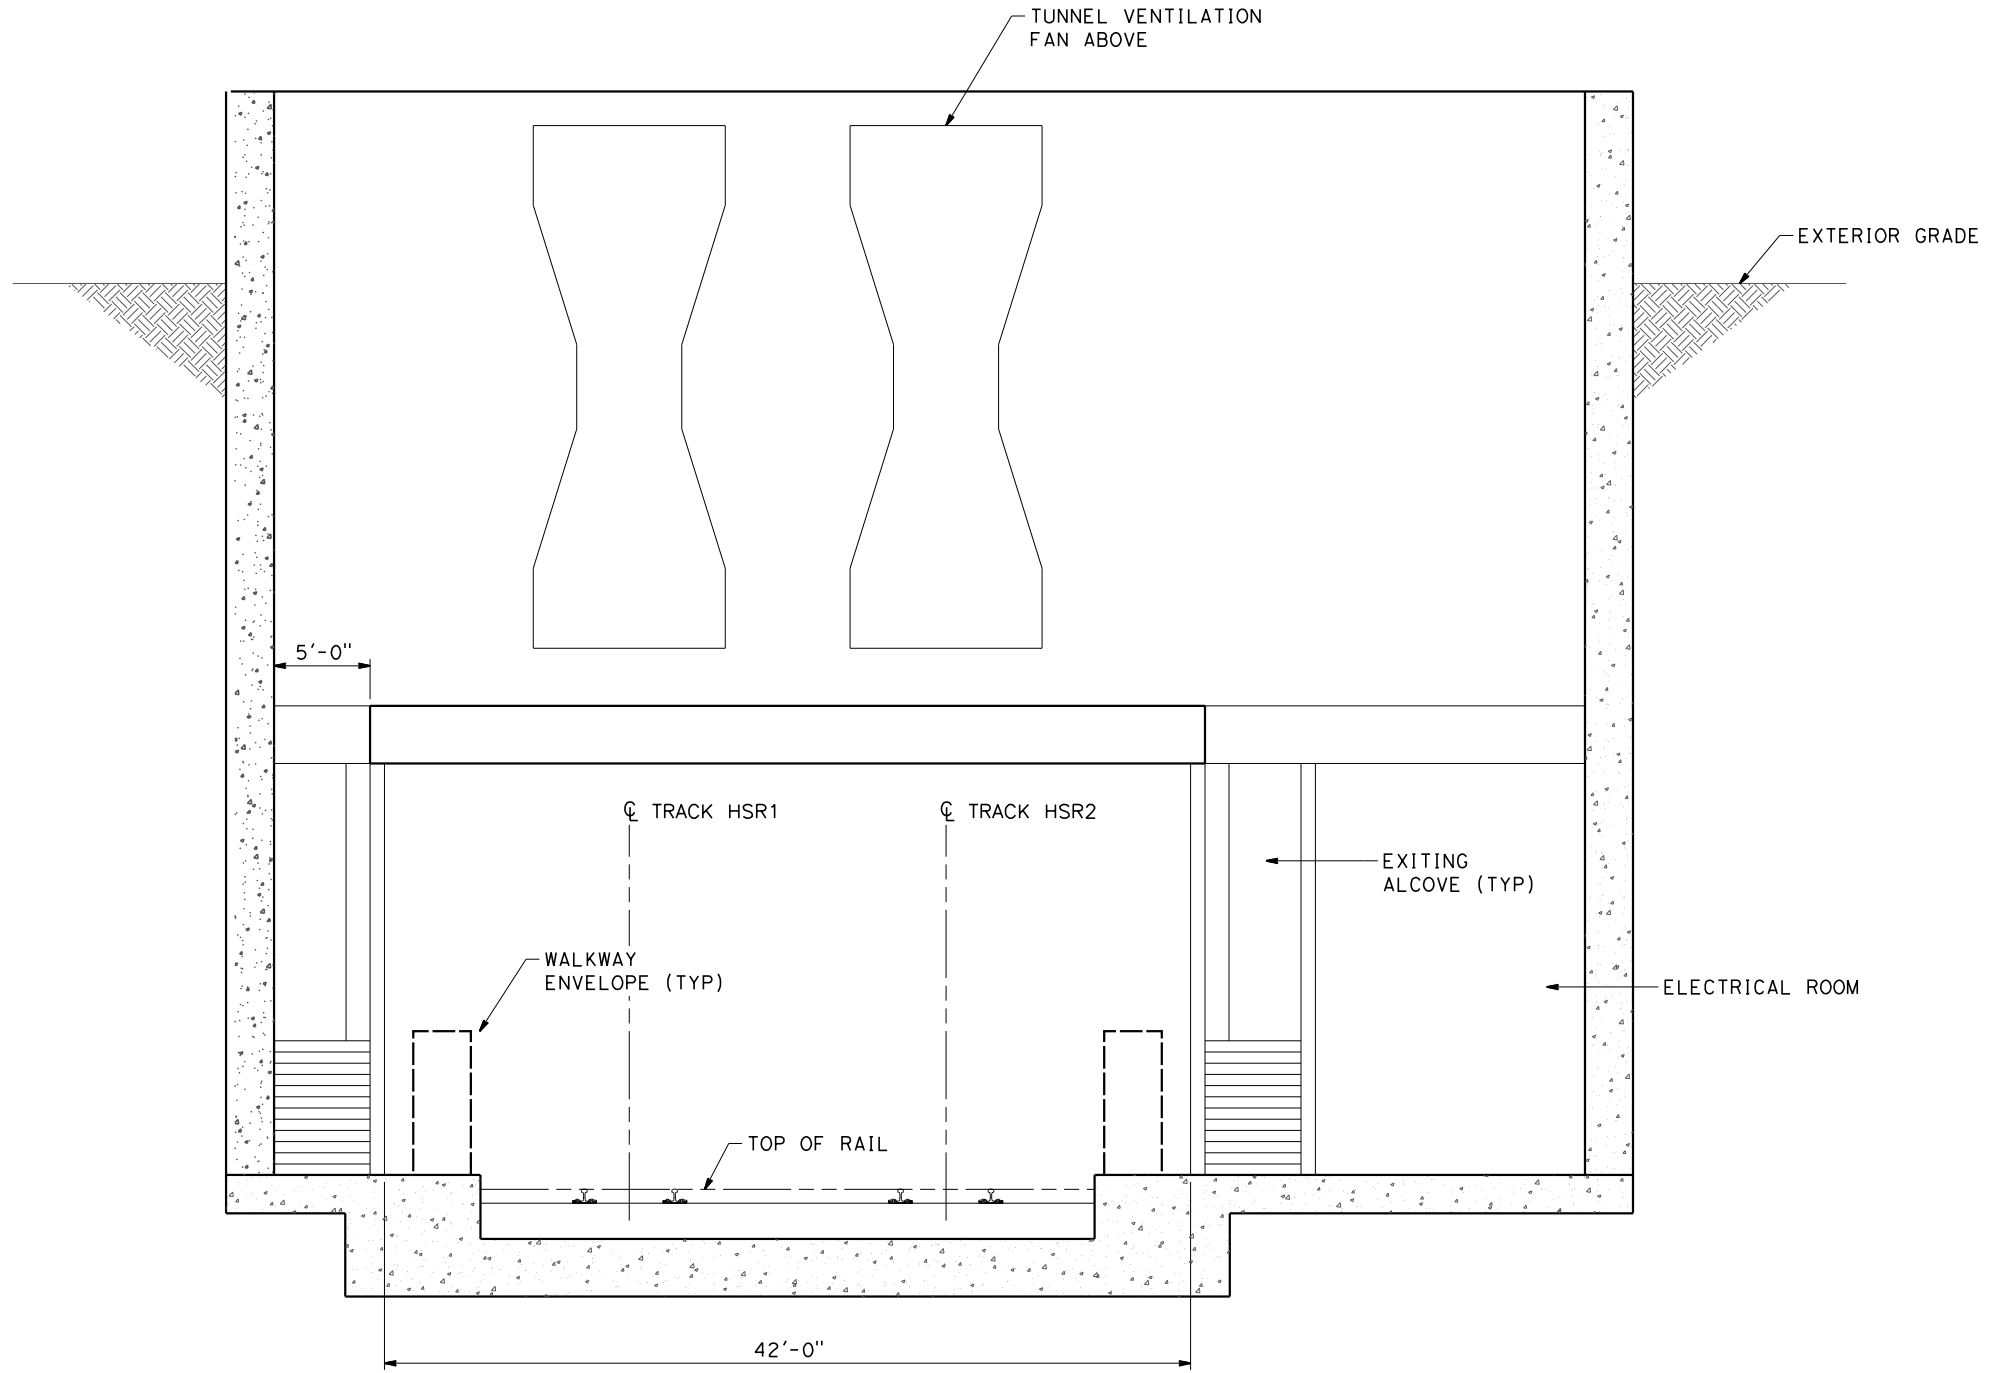 TUNNEL VENTILATION
FAN ABOVE
EXTERIOR GRADE
5'-0"
℄ TRACK HSR1
℄ TRACK HSR2
EXITING
ALCOVE (TYP)
WALKWAY
ENVELOPE (TYP)
ELECTRICAL ROOM
TOP OF RAIL
42'-0"